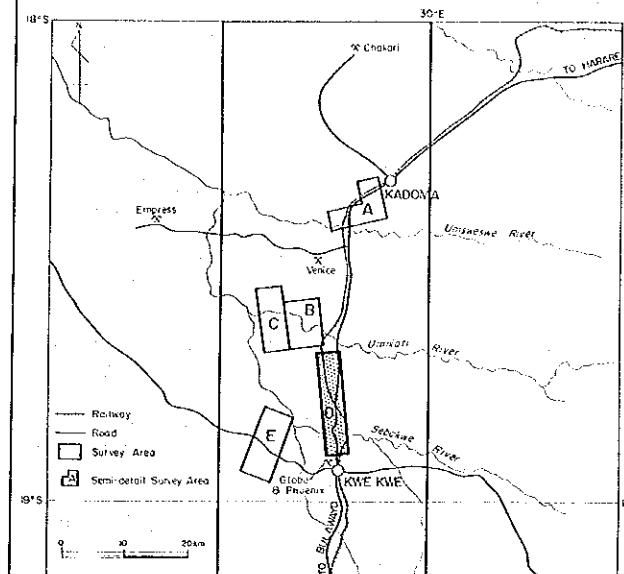 18°S
30°E
N
Chakari
TO HARARE
KADOMA
A
Empress
Umsweswe River
Venice
B
C
Umniati
River
D
E
Sebakwe
River
Globe
& Phoenix
KWE KWE
TO BULAWAYO
Railway
Road
Survey Area
A
Semi-detail Survey Area
19°S
0
10
20km